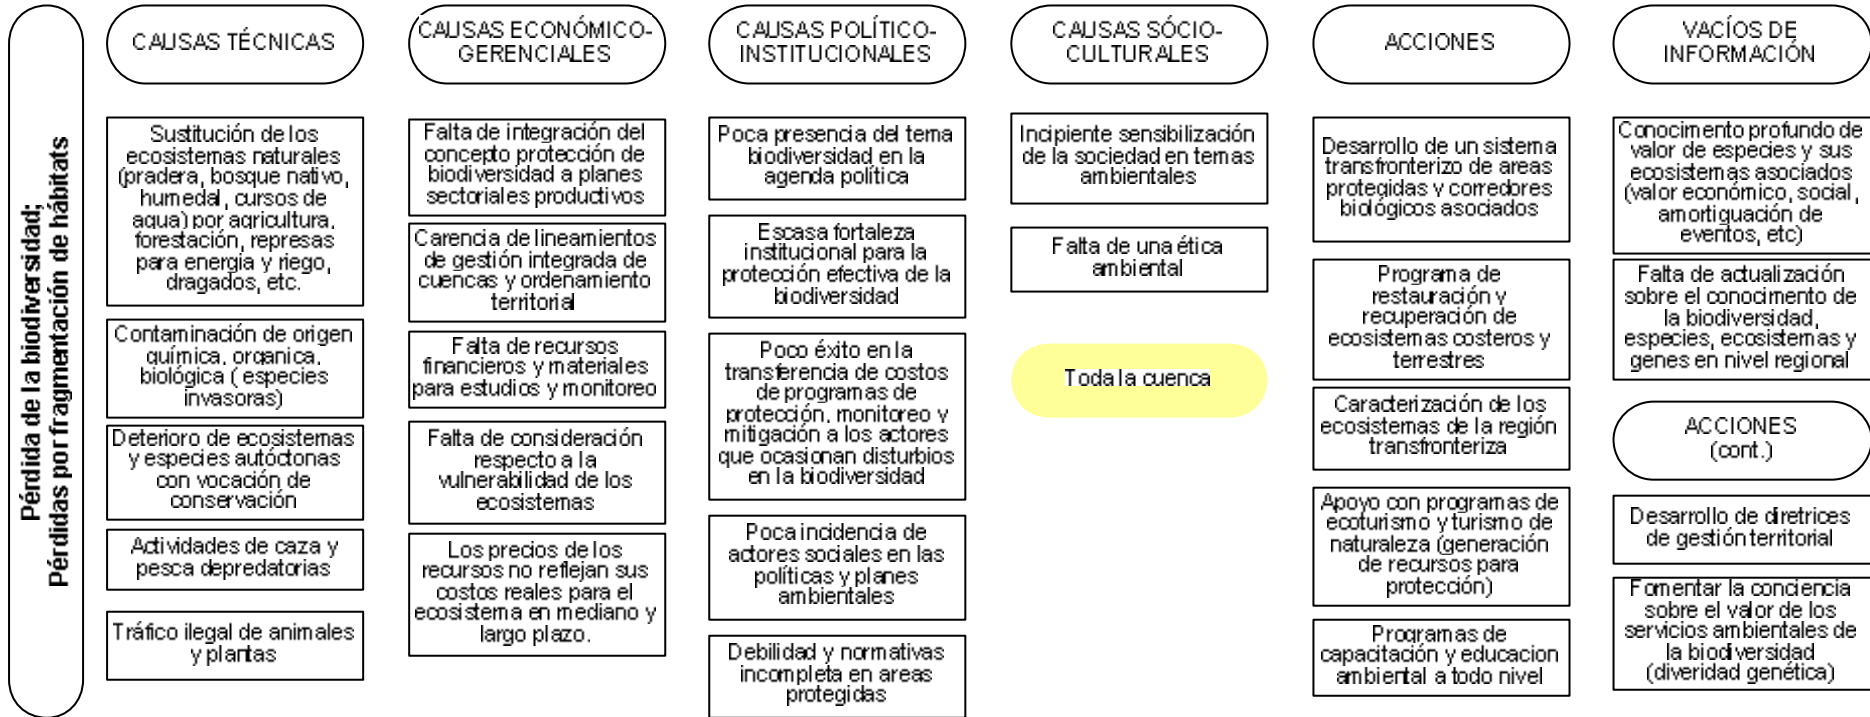 Pérdida de la biodiversidad;
Pérdidas por fragmentación de hábitats
CAUSAS TÉCNICAS
Sustitución de los
ecosistemas naturales
(pradera, bosque nativo,
humedal, cursos de
agua) por agricultura,
forestación, represas
para energía y riego,
dragados, etc.
Contaminación de origen
química, organica,
biológica ( especies
invasoras)
Deterioro de ecosistemas
y especies autóctonas
con vocación de
conservación
Actividades de caza y
pesca depredatorias
Tráfico ilegal de animales
y plantas
CAUSAS ECONÓMICO-
GERENCIALES
Falta de integración del
concepto protección de
biodiversidad a planes
sectoriales productivos
Carencia de lineamientos
de gestión integrada de
cuencas y ordenamiento
territorial
Falta de recursos
financieros y materiales
para estudios y monitoreo
Falta de consideración
respecto a la
vulnerabilidad de los
ecosistemas
Los precios de los
recursos no reflejan sus
costos reales para el
ecosistema en mediano y
largo plazo.
CAUSAS POLÍTICO-
INSTITUCIONALES
Poca presencia del tema
biodiversidad en la
agenda política
Escasa fortaleza
institucional para la
protección efectiva de la
biodiversidad
Poco éxito en la
transferencia de costos
de programas de
protección, monitoreo y
mitigación a los actores
que ocasionan disturbios
en la biodiversidad
Poca incidencia de
actores sociales en las
políticas y planes
ambientales
Debilidad y normativas
incompleta en areas
protegidas
CAUSAS SÓCIO-
CULTURALES
Incipiente sensibilización
de la sociedad en temas
ambientales
Falta de una ética
ambiental
Toda la cuenca
ACCIONES
Desarrollo de un sistema
transfronterizo de areas
protegidas y corredores
biológicos asociados
Programa de
restauración y
recuperación de
ecosistemas costeros y
terrestres
Caracterización de los
ecosistemas de la región
transfronteriza
Apoyo con programas de
ecoturismo y turismo de
naturaleza (generación
de recursos para
protección)
Programas de
capacitación y educacion
ambiental a todo nivel
VACÍOS DE
INFORMACIÓN
Conocimento profundo de
valor de especies y sus
ecosistemas asociados
(valor económico, social,
amortiguación de
eventos, etc)
Falta de actualización
sobre el conocimento de
la biodiversidad,
especies, ecosistemas y
genes en nivel regional
ACCIONES
(cont.)
Desarrollo de diretrices
de gestión territorial
Fomentar la conciencia
sobre el valor de los
servicios ambientales de
la biodiversidad
(diveridad genética)